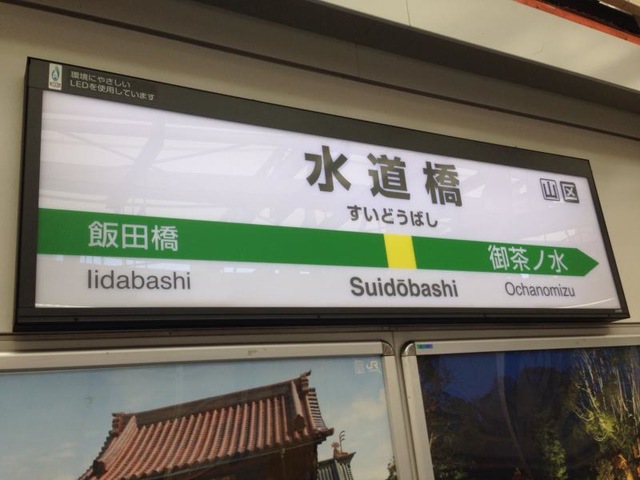 環境にやさしい
LEDを使用しています
水道橋
山区
すいどうばし
飯田橋
御茶ノ水
Iidabashi
Suidōbashi
Ochanomizu
JR